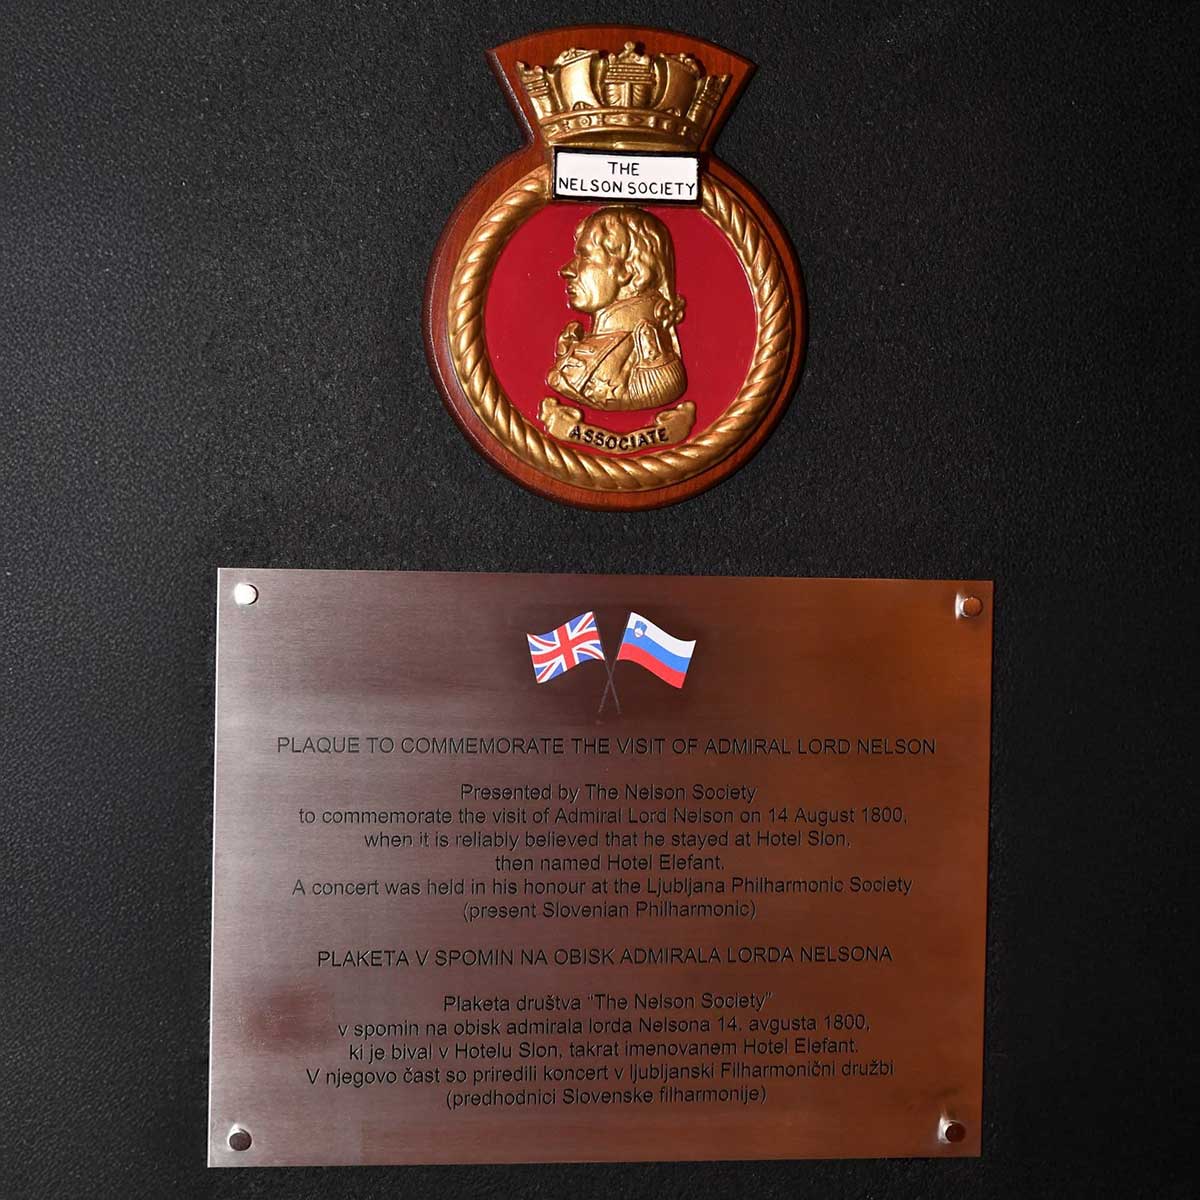 THE
NELSON SOCIETY
ASSOCIATE
PLAQUE TO COMMEMORATE THE VISIT OF ADMIRAL LORD NELSON
Presented by The Nelson Society
to commemorate the visit of Admiral Lord Nelson on 14 August 1800,
when it is reliably believed that he stayed at Hotel Slon,
then named Hotel Elefant.
A concert was held in his honour at the Ljubljana Philharmonic Society
(present Slovenian Philharmonic)
PLAKETA V SPOMIN NA OBISK ADMIRALA LORDA NELSONA
Plaketa društva "The Nelson Society"
v spomin na obisk admirala lorda Nelsona 14. avgusta 1800,
ki je bival v Hotelu Slon, takrat imenovanem Hotel Elefant.
V njegovo čast so priredili koncert v ljubljanski Filharmonični družbi
(predhodnici Slovenske filharmonije)